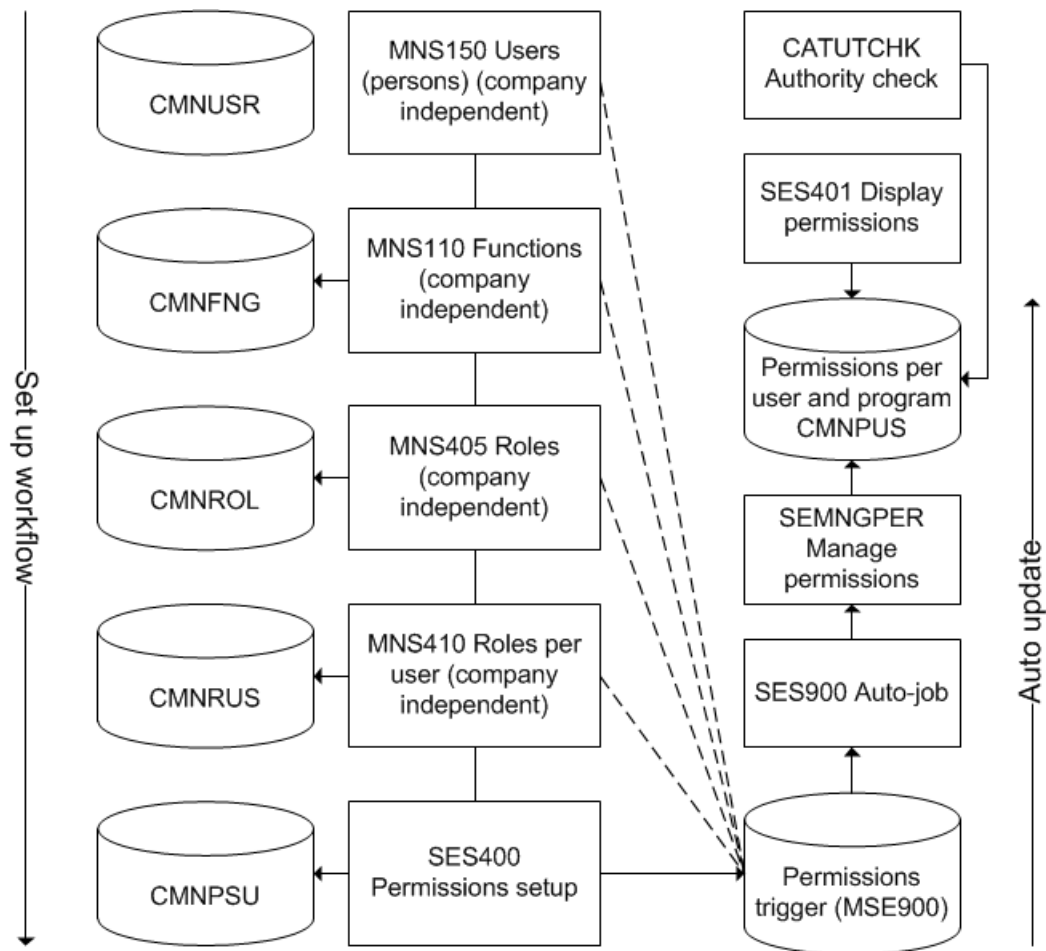 CMNUSR
MNS150 Users
(persons) (company
independent)
CATUTCHK
Authority check
SES401 Display
permissions
CMNFNG
MNS110 Functions
(company
independent)
Permissions per
user and program
CMNPUS
Set up workflow
CMNROL
MNS405 Roles
(company
independent)
SEMNGPER
Manage
permissions
Auto update
CMNRUS
MNS410 Roles per
user (company
independent)
SES900 Auto-job
CMNPSU
SES400
Permissions setup
Permissions
trigger (MSE900)